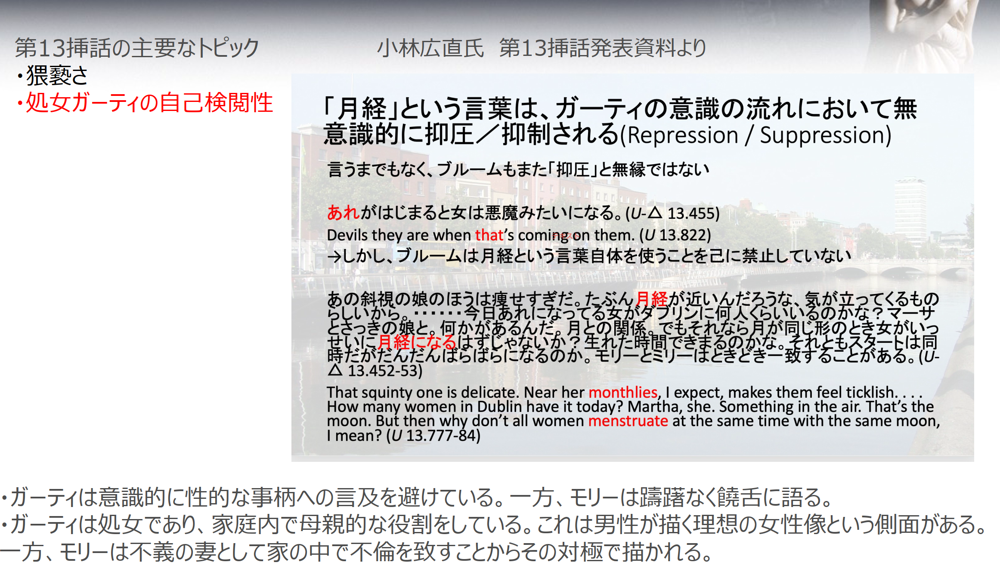 第13挿話の主要なトピック
小林広直氏　第13挿話発表資料より
・猥褻さ
・処女ガーティの自己検閲性
「月経」という言葉は、ガーティの意識の流れにおいて無
意識的に抑圧／抑制される(Repression / Suppression)
言うまでもなく、ブルームもまた「抑圧」と無縁ではない
あれがはじまると女は悪魔みたいになる。(U-△ 13.455)
Devils they are when that’s coming on them. (U 13.822)
テキスト
→しかし、ブルームは月経という言葉自体を使うことを己に禁止していない
あの斜視の娘のほうは痩せすぎだ。たぶん月経が近いんだろうな、気が立ってくるもの
らしいから。・・・・・・今日あれになってる女がダブリンに何人くらいいるのかな？マーサ
とさっきの娘と。何かがあるんだ。月との関係。でもそれなら月が同じ形のとき女がいっ
せいに月経になるはずじゃないか？生れた時間できまるのかな。それともスタートは同
時だがだんだんばらばらになるのか。モリーとミリーはときどき一致することがある。(U-
△ 13.452-53)
That squinty one is delicate. Near her monthlies, I expect, makes them feel ticklish. . . .
How many women in Dublin have it today? Martha, she. Something in the air. That’s the
moon. But then why don’t all women menstruate at the same time with the same moon,
I mean? (U 13.777-84)
・ガーティは意識的に性的な事柄への言及を避けている。一方、モリーは躊躇なく饒舌に語る。
・ガーティは処女であり、家庭内で母親的な役割をしている。これは男性が描く理想の女性像という側面がある。
一方、モリーは不義の妻として家の中で不倫を致すことからその対極で描かれる。